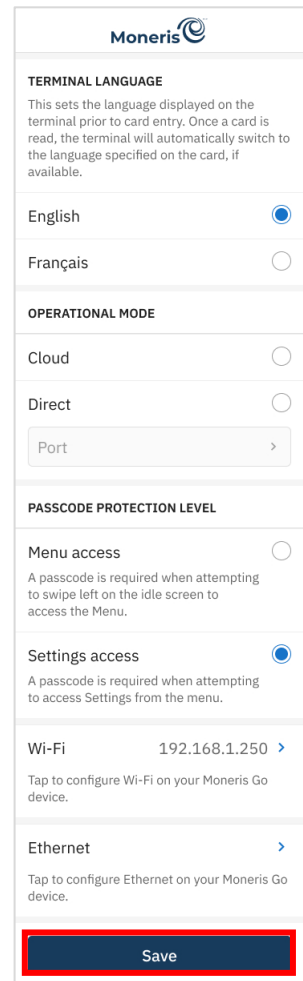 Moneris
TERMINAL LANGUAGE
This sets the language displayed on the
terminal prior to card entry. Once a card is
read, the terminal will automatically switch to
the language specified on the card, if
available.
English
Français
OPERATIONAL MODE
Cloud
Direct
Port
PASSCODE PROTECTION LEVEL
Menu access
A passcode is required when attempting
to swipe left on the idle screen to
access the Menu.
Settings access
A passcode is required when attempting
to access Settings from the menu.
Wi-Fi 192.168.1.250
Tap to configure Wi-Fi on your Moneris Go
device.
Ethernet
Tap to configure Ethernet on your Moneris Go
device.
Save